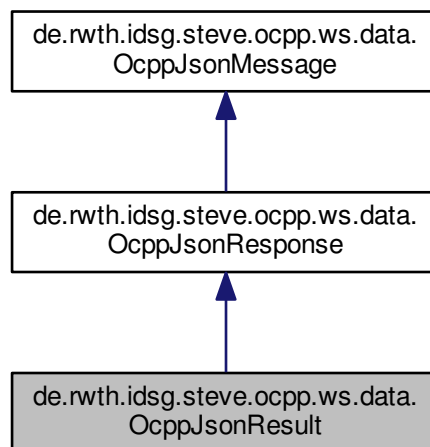 de.rwth.idsg.steve.ocpp.ws.data.
OcppJsonMessage
de.rwth.idsg.steve.ocpp.ws.data.
OcppJsonResponse
de.rwth.idsg.steve.ocpp.ws.data.
OcppJsonResult